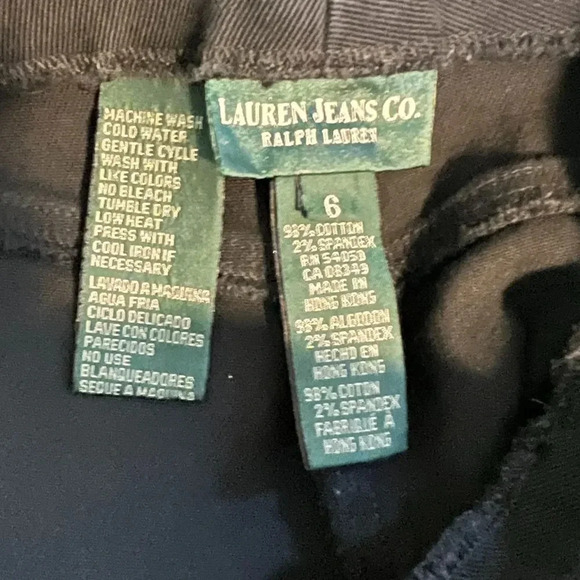 MACHINE WASH
COLD WATER
GENTLE CYCLE
WASH WITH
LIKE COLORS
NO BLEACH
TUMBLE DRY
LOW HEAT
PRESS WITH
COOL IRON IF
NECESSARY
LAVADO A MAQUINA
AGUA FRIA
CICLO DELICADO
LAVE CON COLORES
PARECIDOS
NO USE
BLANQUEADORES
SEQUE A MAQUINA
LAUREN JEANS CO.
RALPH LAUREN
6
98% COTTON
2% SPANDEX
RN 54050
CA 08349
MADE IN
HONG KONG
98% ALGODON
2% SPANDEX
HECHO EN
HONG KONG
98% COTON
2% SPANDEX
FABRIQUÉ À
HONG KONG